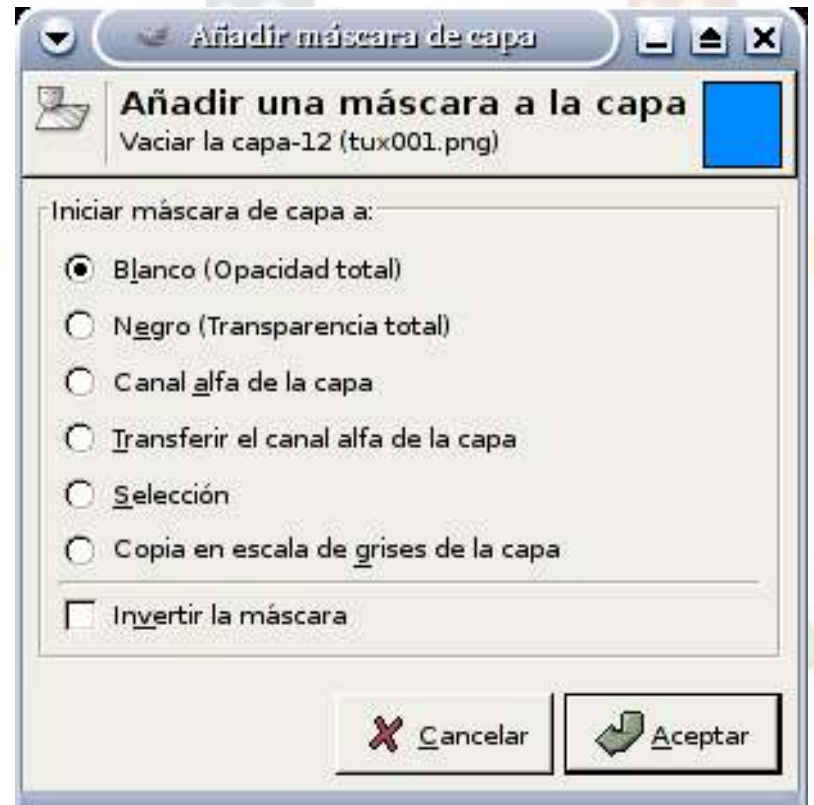 Añadir máscara de capa
Añadir una máscara a la capa
Vaciar la capa-12 (tux001.png)
Iniciar máscara de capa a:
Blanco (Opacidad total)
Negro (Transparencia total)
Canal alfa de la capa
Transferir el canal alfa de la capa
Selección
Copia en escala de grises de la capa
Invertir la máscara
Cancelar
Aceptar